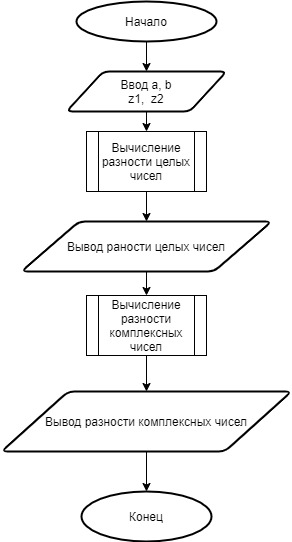 Начало
Ввод a, b
z1, z2
Вычисление
разности целых
чисел
Вывод раности целых чисел
Вычисление
разности
комплексных
чисел
Вывод разности комплексных чисел
Конец